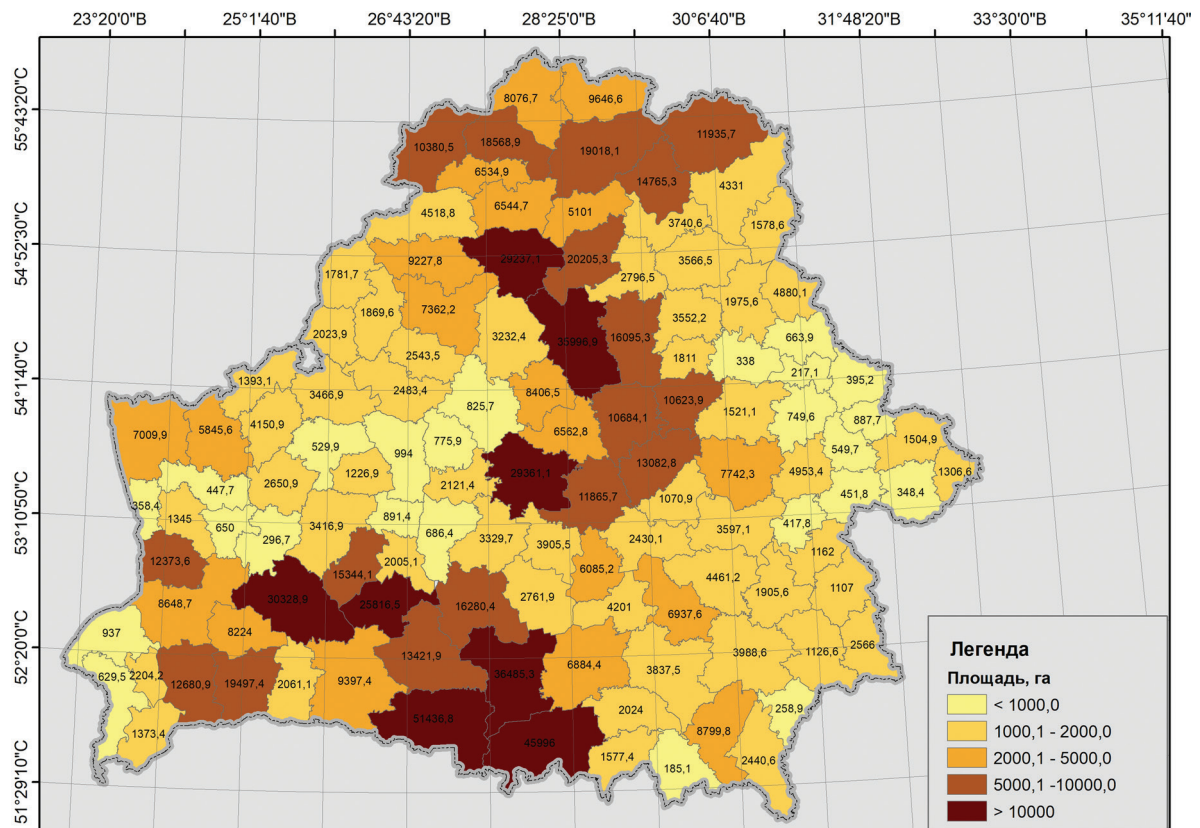 23°20'0"В 25°1'40"В 26°43'20"В 28°25'0"В 30°6'40"В 31°48'20"В 33°30'0"В 35°11'40"В
55°43'20"С
54°52'30"С
54°1'40"С
53°10'50"С
52°20'0"С
51°29'10"С
8076,7 9646,6
10380,5 18568,9 19018,1 11935,7
6534,9 14765,3 4331
4518,8 6544,7 5101 3740,6 1578,6
9227,8 29237,1 20205,3 3566,5
1781,7 2796,5 4880,1
1869,6 7362,2 1975,6
2023,9 3232,4 35996,9 16095,3 3552,2 663,9
2543,5 1811 338 217,1
1393,1 3466,9 2483,4 8406,5 395,2
825,7 10684,1 10623,9 1521,1 749,6 887,7
7009,9 5845,6 4150,9 6562,8 1504,9
529,9 994 775,9 549,7
1226,9 29361,1 13082,8 7742,3 4953,4 1306,6
447,7 2650,9 2121,4 11865,7 1070,9 451,8 348,4
358,4 1345 891,4
650 296,7 3416,9 686,4 3329,7 3905,5 2430,1 3597,1 417,8
12373,6 15344,1 2005,1 6085,2 1162
8648,7 30328,9 25816,5 16280,4 2761,9 4201 6937,6 4461,2 1905,6 1107
937 8224
13421,9 6884,4 3837,5 3988,6 1126,6 2566
629,5 2204,2 12680,9 19497,4 2061,1 9397,4 36485,3
1373,4 51436,8 45996 2024 8799,8 258,9
1577,4 185,1 2440,6
Легенда
Площадь, га
< 1000,0
1000,1 - 2000,0
2000,1 - 5000,0
5000,1 -10000,0
> 10000